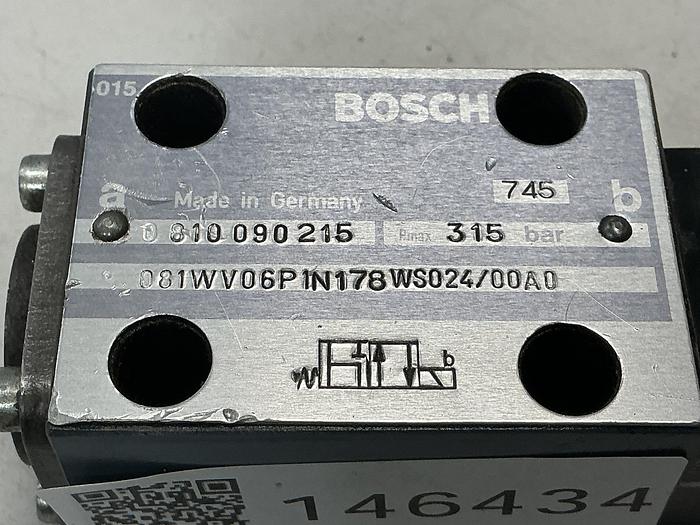 015
BOSCH
a Made in Germany 745 b
0 810 090 215 Pmax 315 bar
081WV06P1N178WS024/00A0
b
146434